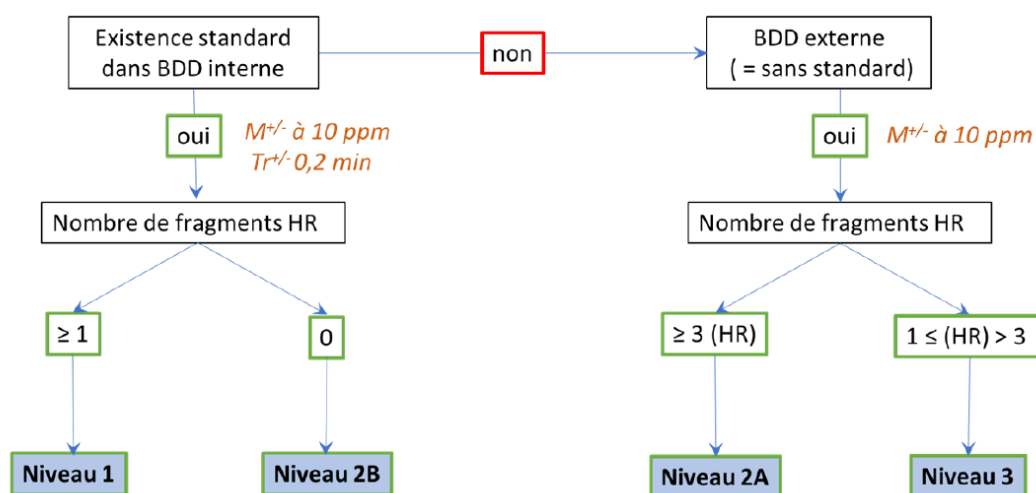 Existence standard
dans BDD interne
non
BDD externe
( = sans standard)
oui
M+/- à 10 ppm
Tr+/- 0,2 min
oui
M+/- à 10 ppm
Nombre de fragments HR
Nombre de fragments HR
≥ 1
0
≥ 3 (HR)
1 ≤ (HR) > 3
Niveau 1
Niveau 2B
Niveau 2A
Niveau 3